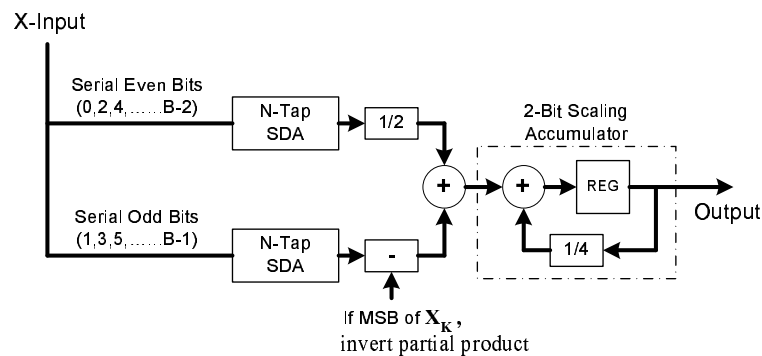 X-Input
Serial Even Bits
(0,2,4,......B-2)
N-Tap
SDA
1/2
2-Bit Scaling
Accumulator
+
+
REG
Output
1/4
Serial Odd Bits
(1,3,5,......B-1)
N-Tap
SDA
-
If MSB of X_K ,
invert partial product